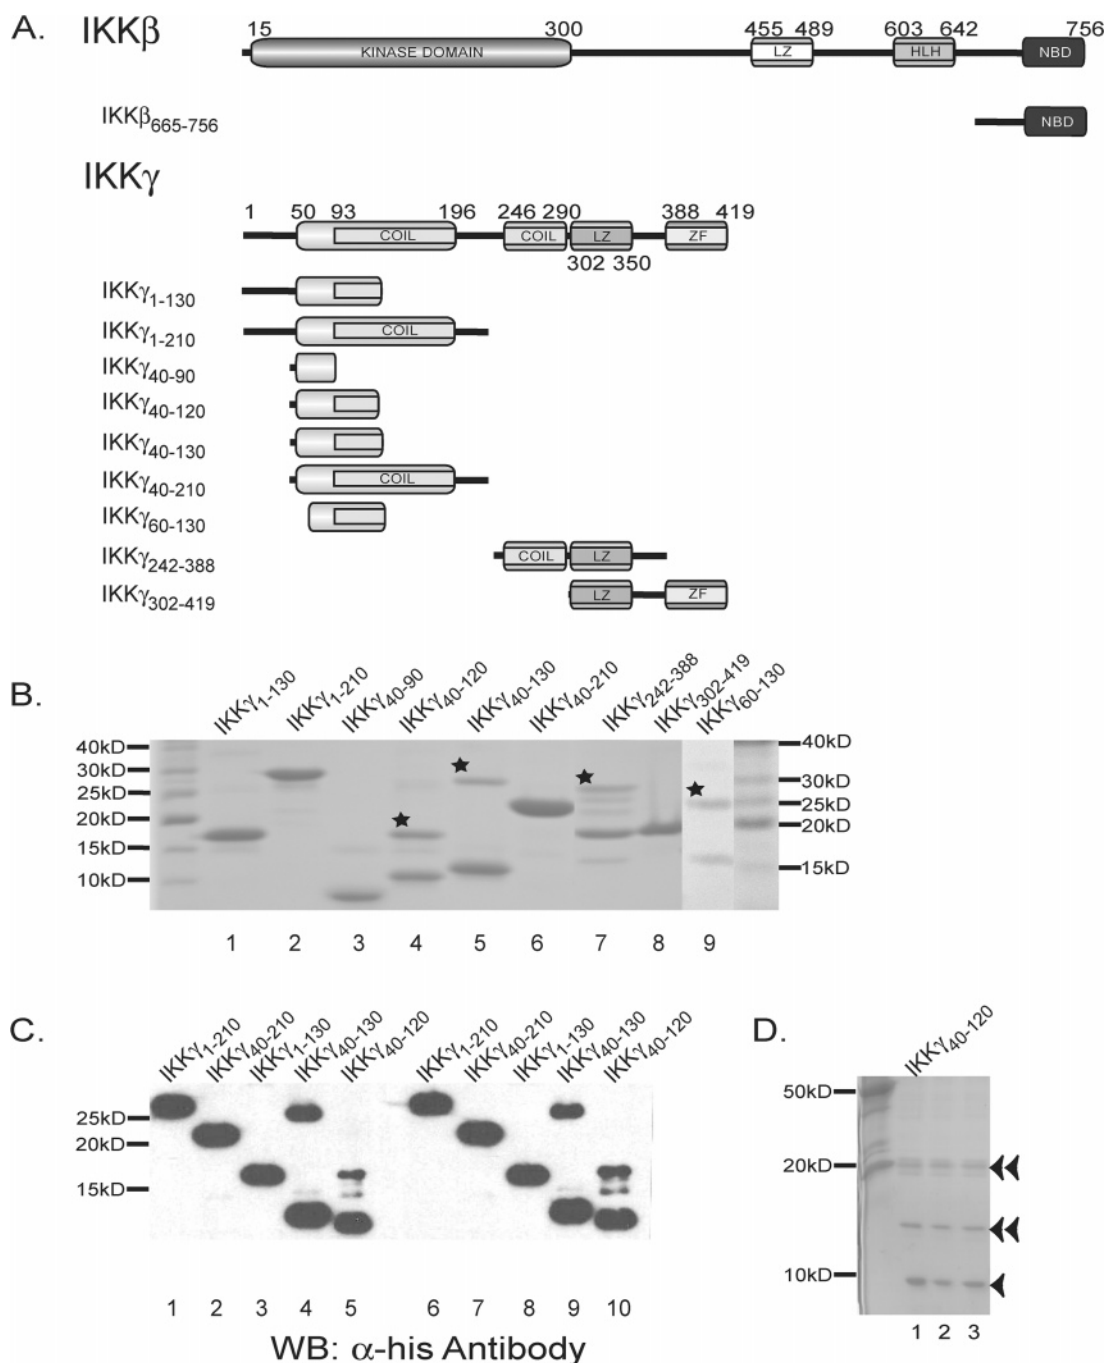 A.
IKKβ
15 300 455 489 603 642 756
KINASE DOMAIN LZ HLH NBD
IKKβ665-756
NBD
IKKγ
1 50 93 196 246 290 388 419
COIL COIL LZ ZF
302 350
IKKγ1-130
IKKγ1-210 COIL
IKKγ40-90
IKKγ40-120
IKKγ40-130
IKKγ40-210 COIL
IKKγ60-130
IKKγ242-388 COIL LZ
IKKγ302-419 LZ ZF
B.
IKKγ1-130 IKKγ1-210 IKKγ40-90 IKKγ40-120 IKKγ40-130 IKKγ40-210 IKKγ242-388 IKKγ302-419 IKKγ60-130
40kD
30kD
25kD
20kD
15kD
10kD
40kD
30kD
25kD
20kD
15kD
1 2 3 4 5 6 7 8 9
C.
IKKγ1-210 IKKγ40-210 IKKγ1-130 IKKγ40-130 IKKγ40-120 IKKγ1-210 IKKγ40-210 IKKγ1-130 IKKγ40-130 IKKγ40-120
25kD
20kD
15kD
1 2 3 4 5 6 7 8 9 10
WB: α-his Antibody
D.
IKKγ40-120
50kD
20kD
10kD
1 2 3